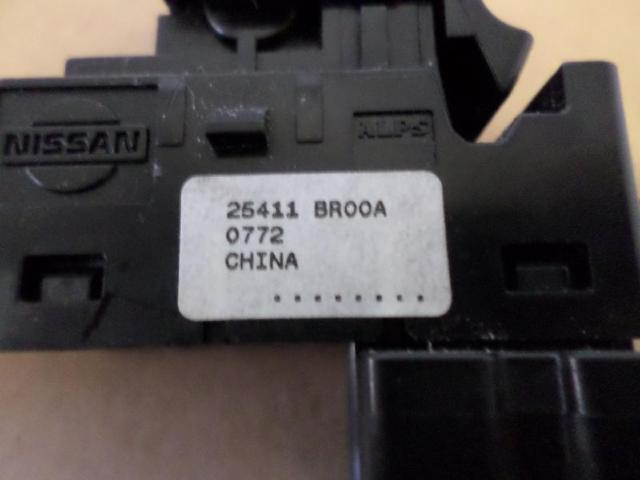 NISSAN
ALPS
25411 BR00A
0772
CHINA